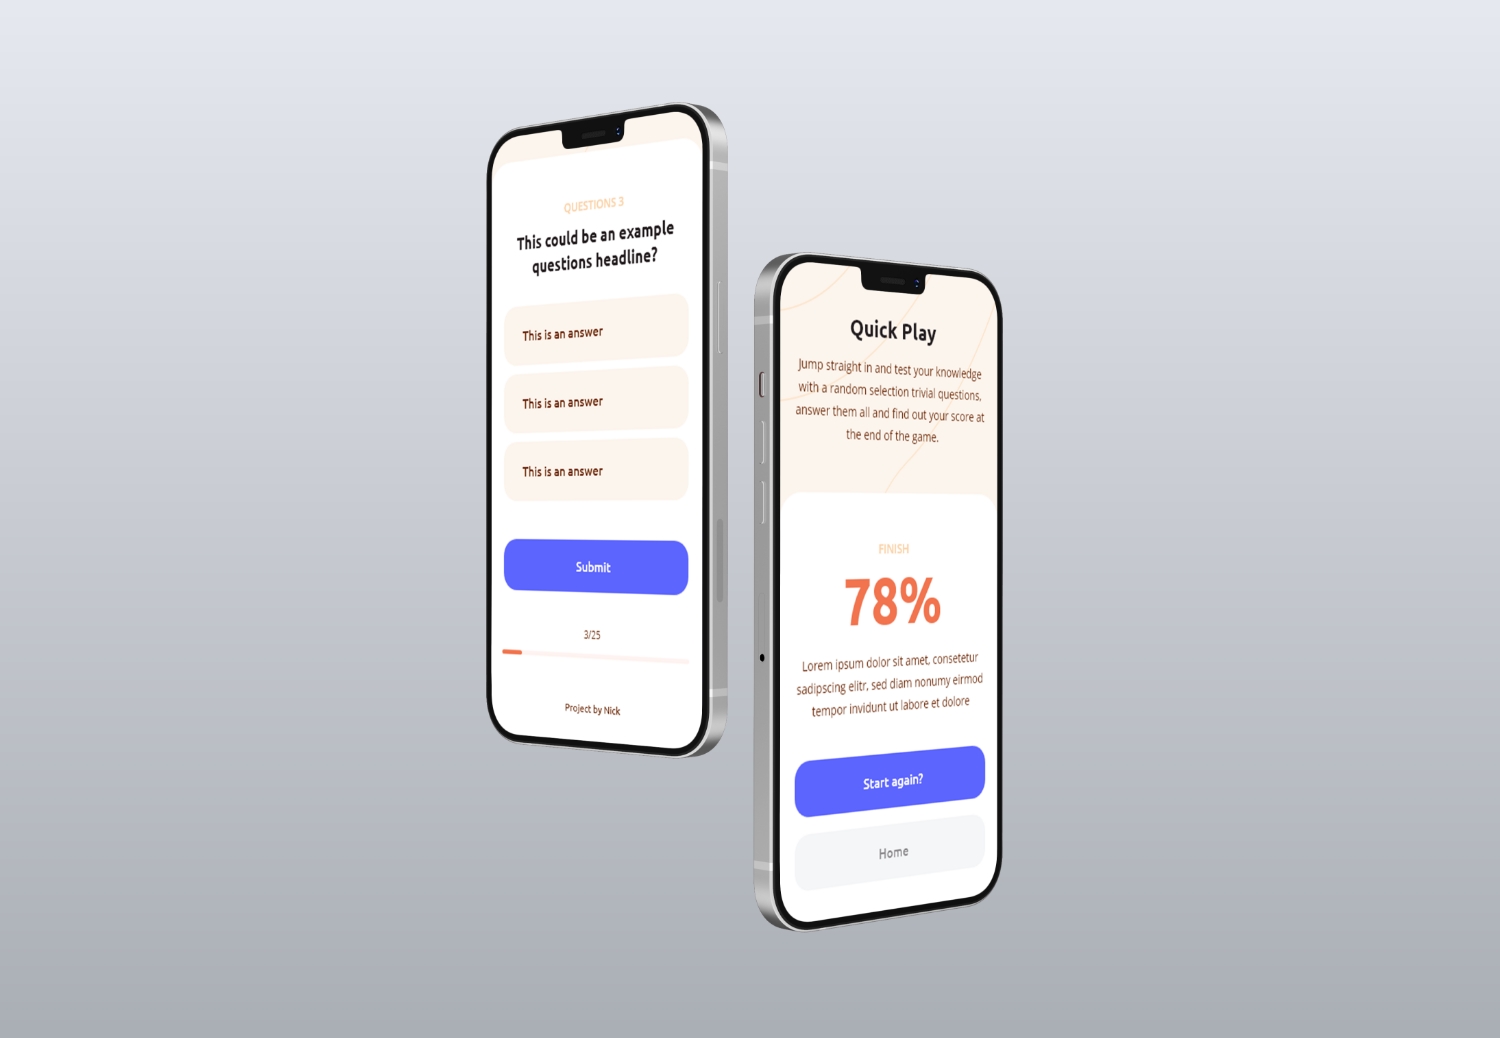 QUESTIONS 3
This could be an example
questions headline?
This is an answer
This is an answer
This is an answer
Submit
3/25
Project by Nick
Quick Play
Jump straight in and test your knowledge
with a random selection trivial questions,
answer them all and find out your score at
the end of the game.
FINISH
78%
Lorem ipsum dolor sit amet, consetetur
sadipscing elitr, sed diam nonumy eirmod
tempor invidunt ut labore et dolore
Start again?
Home